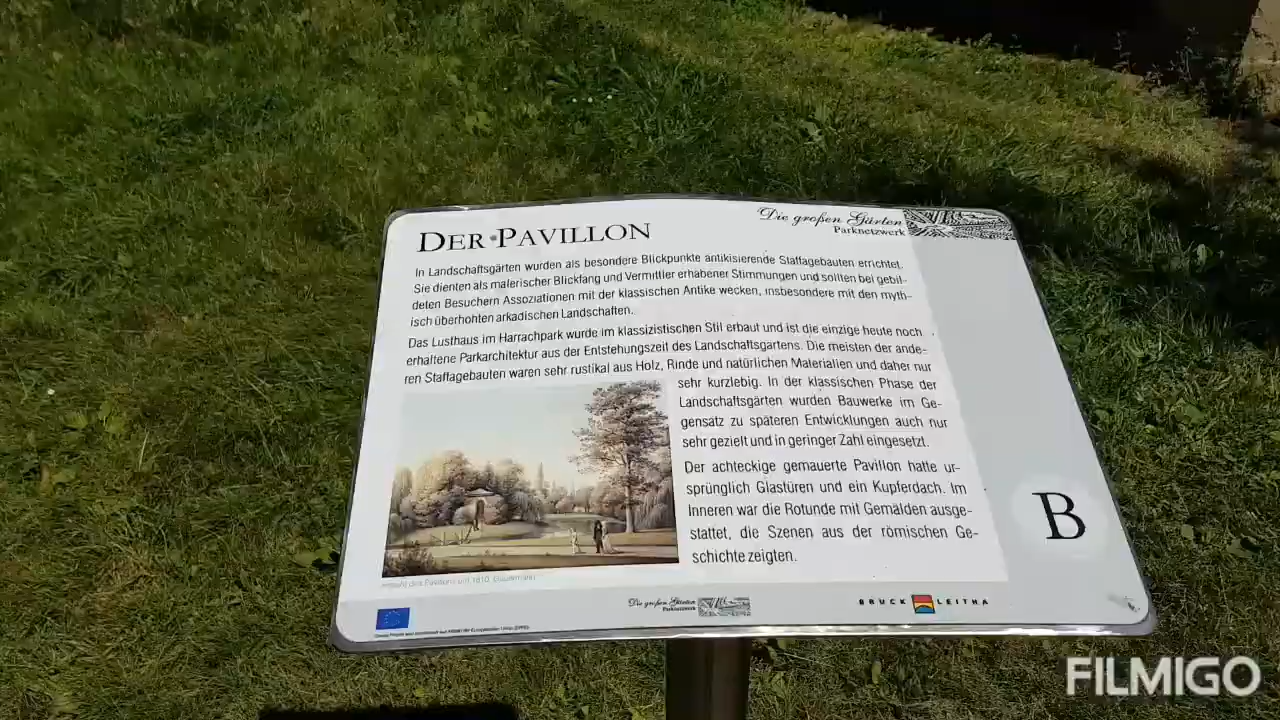 DER PAVILLON
Die großen Gärten
Parknetzwerk
In Landschaftsgärten wurden als besondere Blickpunkte antikisierende Staffagebauten errichtet.
Sie dienten als malerischer Blickfang und Vermittler erhabener Stimmungen und sollten bei gebil-
deten Besuchern Assoziationen mit der klassischen Antike wecken, insbesondere mit den myth-
isch überhöhten arkadischen Landschaften.
Das Lusthaus im Harrachpark wurde im klassizistischen Stil erbaut und ist die einzige heute noch
erhaltene Parkarchitektur aus der Entstehungszeit des Landschaftsgartens. Die meisten der ande-
ren Staffagebauten waren sehr rustikal aus Holz, Rinde und natürlichen Materialien und daher nur
sehr kurzlebig. In der klassischen Phase der
Landschaftsgärten wurden Bauwerke im Ge-
gensatz zu späteren Entwicklungen auch nur
sehr gezielt und in geringer Zahl eingesetzt.
Der achteckige gemauerte Pavillon hatte ur-
sprünglich Glastüren und ein Kupferdach. Im
Inneren war die Rotunde mit Gemälden ausge-
stattet, die Szenen aus der römischen Ge-
schichte zeigten.
B
Ansicht des Pavillons um 1810,
Die großen Gärten
Parknetzwerk
BRUCK LEITHA
FILMIGO